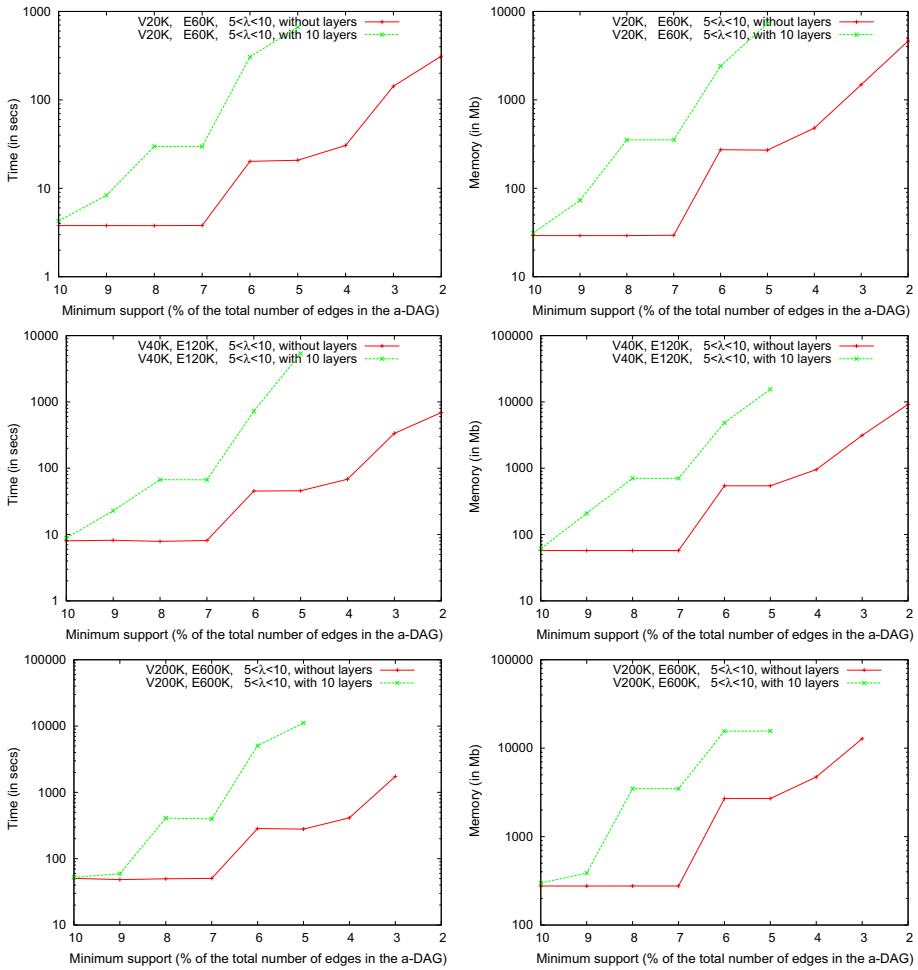 V20K, E60K, 5<λ<10, without layers
V20K, E60K, 5<λ<10, with 10 layers
1000
100
10
1
Time (in secs)
10 9 8 7 6 5 4 3 2
Minimum support (% of the total number of edges in the a-DAG)
V20K, E60K, 5<λ<10, without layers
V20K, E60K, 5<λ<10, with 10 layers
10000
1000
100
10
Memory (in Mb)
10 9 8 7 6 5 4 3 2
Minimum support (% of the total number of edges in the a-DAG)
V40K, E120K, 5<λ<10, without layers
V40K, E120K, 5<λ<10, with 10 layers
10000
1000
100
10
1
Time (in secs)
10 9 8 7 6 5 4 3 2
Minimum support (% of the total number of edges in the a-DAG)
V40K, E120K, 5<λ<10, without layers
V40K, E120K, 5<λ<10, with 10 layers
100000
10000
1000
100
10
Memory (in Mb)
10 9 8 7 6 5 4 3 2
Minimum support (% of the total number of edges in the a-DAG)
V200K, E600K, 5<λ<10, without layers
V200K, E600K, 5<λ<10, with 10 layers
100000
10000
1000
100
10
Time (in secs)
10 9 8 7 6 5 4 3 2
Minimum support (% of the total number of edges in the a-DAG)
V200K, E600K, 5<λ<10, without layers
V200K, E600K, 5<λ<10, with 10 layers
100000
10000
1000
100
Memory (in Mb)
10 9 8 7 6 5 4 3 2
Minimum support (% of the total number of edges in the a-DAG)